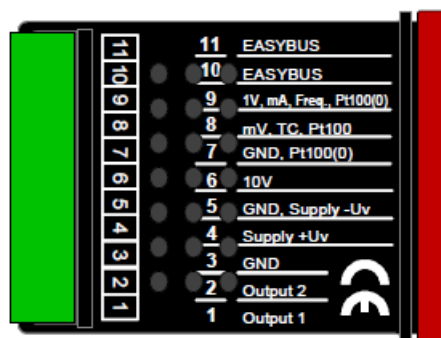 11 11 EASYBUS
10 10 EASYBUS
9 9 1V, mA, Freq., Pt100(0)
8 8 mV, TC, Pt100
7 7 GND, Pt100(0)
6 6 10V
5 5 GND, Supply -Uv
4 4 Supply +Uv
3 3 GND
2 2 Output 2
1 1 Output 1
CE